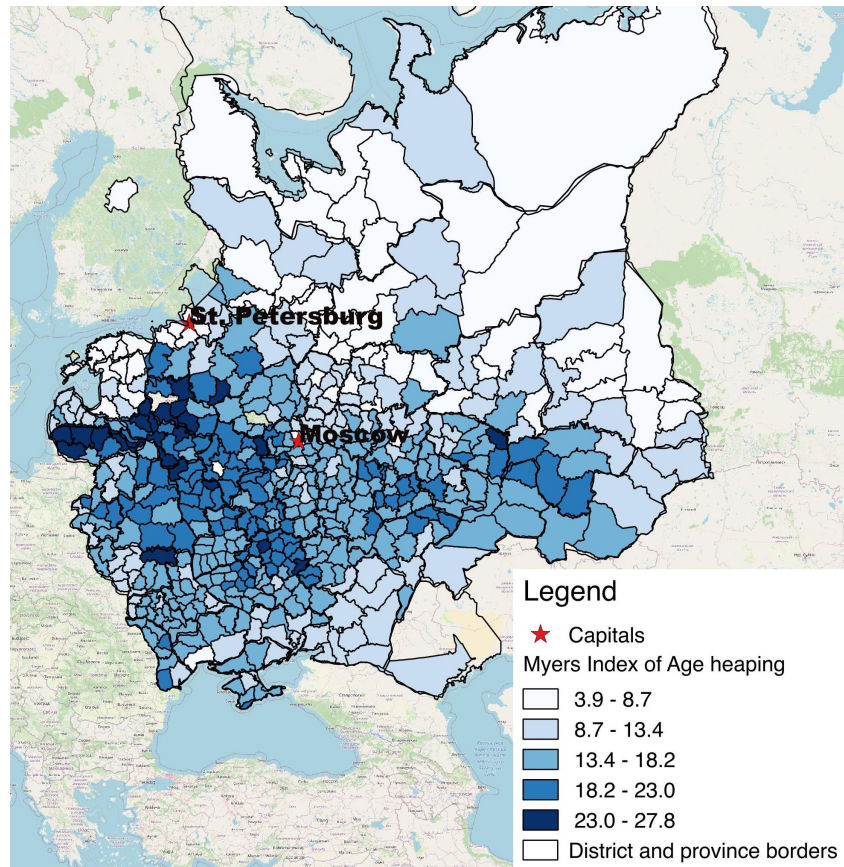 St. Petersburg
Moscow
Legend
Capitals
Myers Index of Age heaping
3.9 - 8.7
8.7 - 13.4
13.4 - 18.2
18.2 - 23.0
23.0 - 27.8
District and province borders